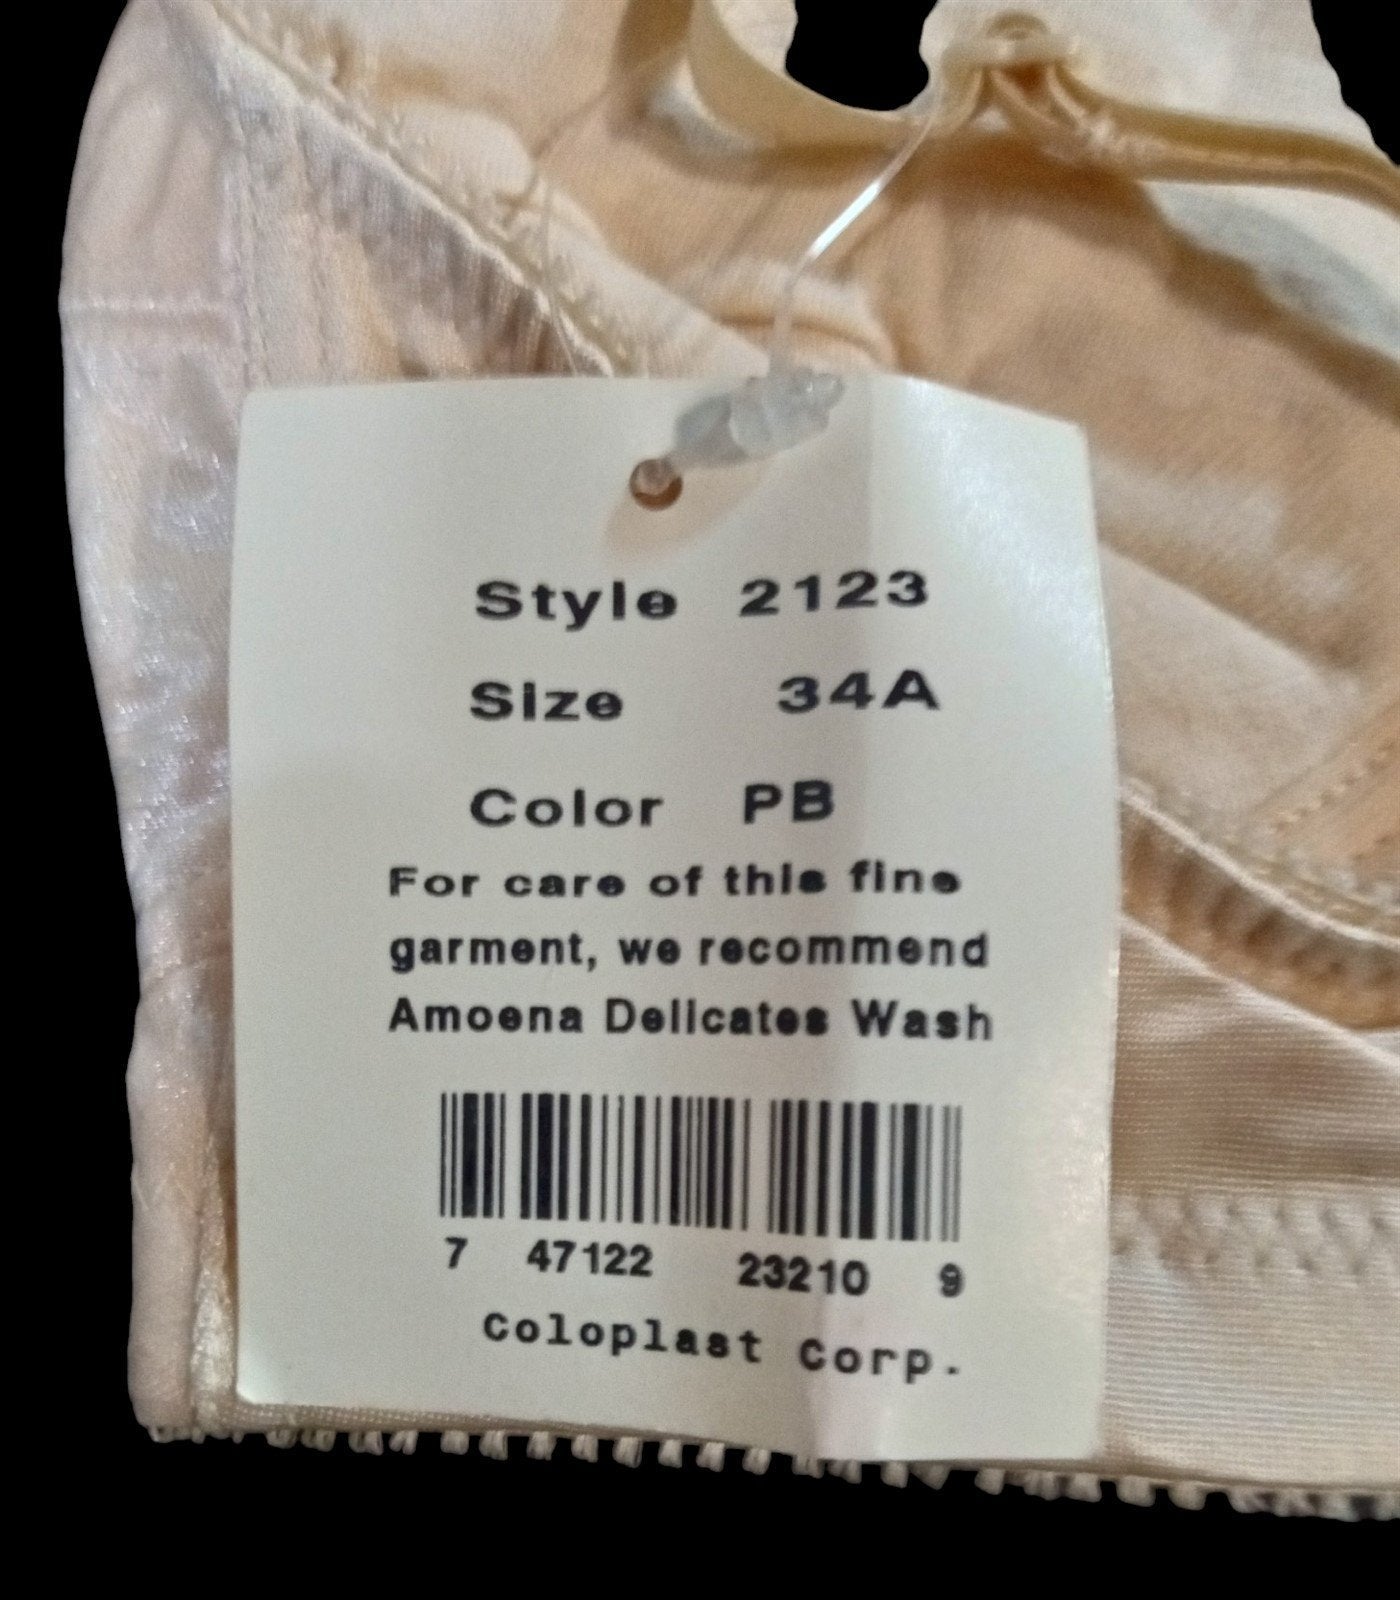 Style 2123
Size 34A
Color PB
For care of this fine
garment, we recommend
Amoena Delicates Wash
7 47122 23210 9
Coloplast Corp.